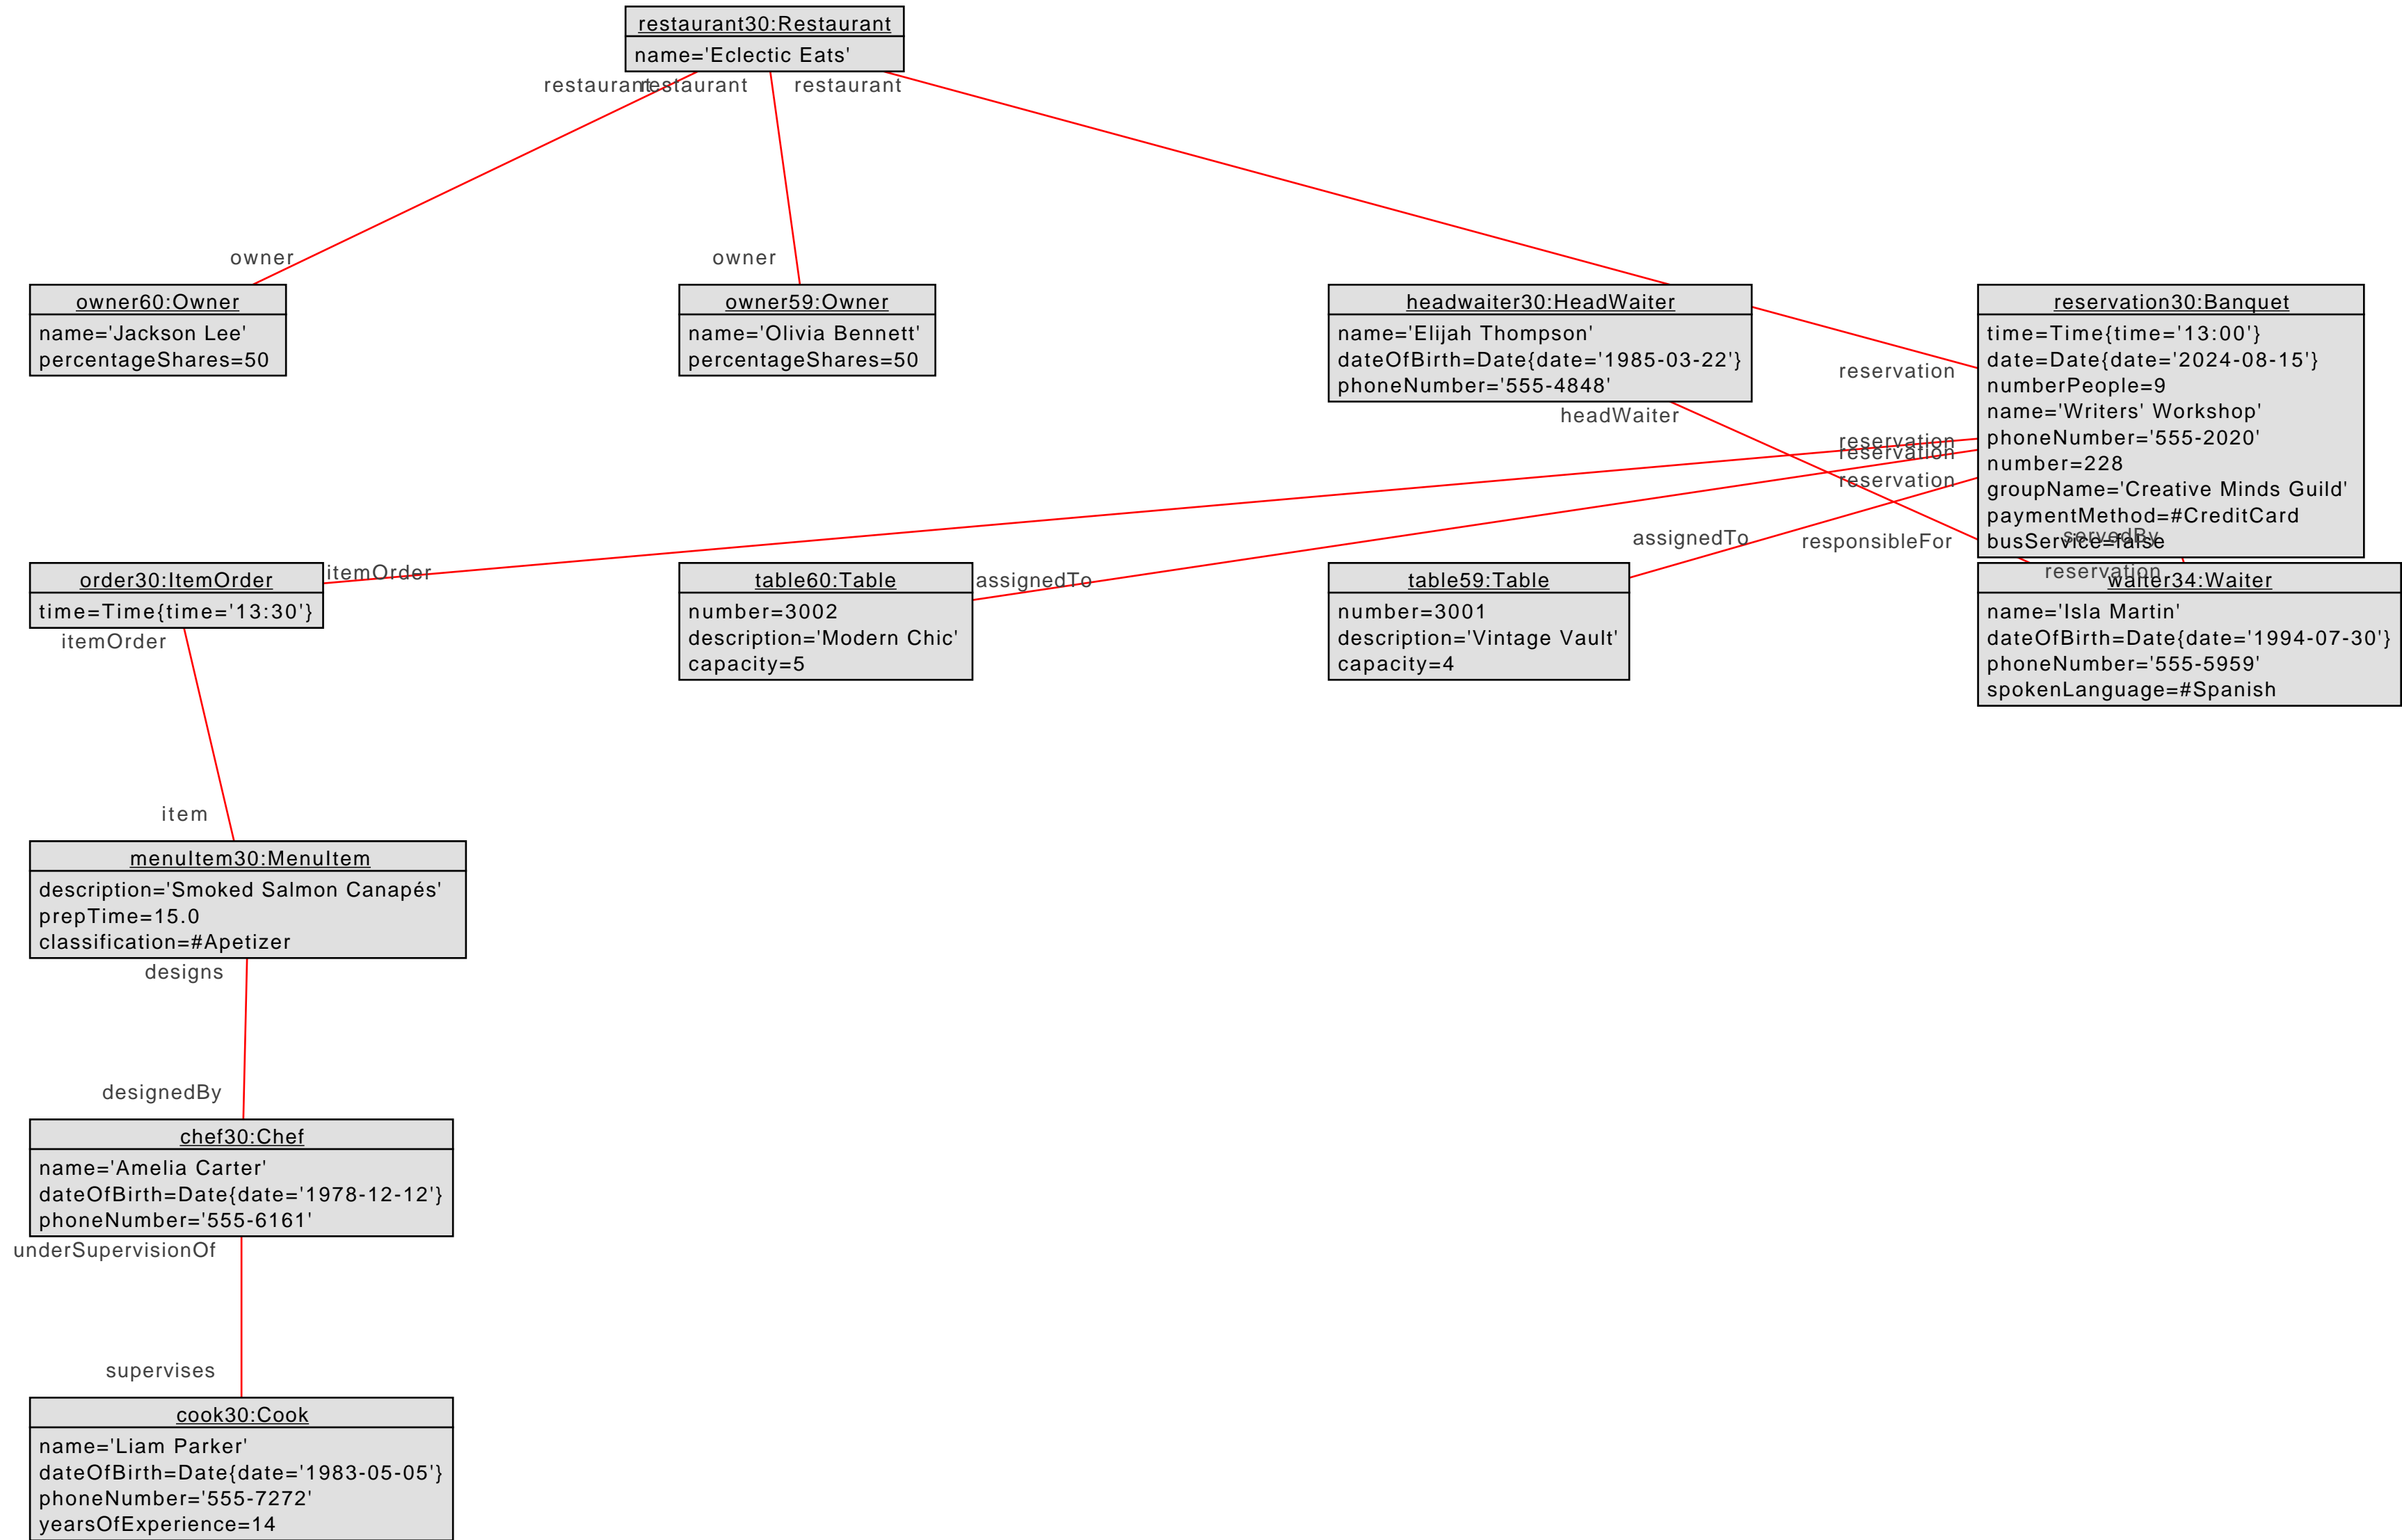 restaurant30:Restaurant
name='Eclectic Eats'
restaurant
restaurant
restaurant
owner
owner
owner60:Owner
name='Jackson Lee'
percentageShares=50
owner59:Owner
name='Olivia Bennett'
percentageShares=50
headwaiter30:HeadWaiter
name='Elijah Thompson'
dateOfBirth=Date{date='1985-03-22'}
phoneNumber='555-4848'
headWaiter
reservation30:Banquet
time=Time{time='13:00'}
date=Date{date='2024-08-15'}
numberPeople=9
name='Writers' Workshop'
phoneNumber='555-2020'
number=228
groupName='Creative Minds Guild'
paymentMethod=#CreditCard
busService=false
reservation
reservation
reservation
reservation
servedBy
assignedTo
responsibleFor
order30:ItemOrder
time=Time{time='13:30'}
itemOrder
itemOrder
table60:Table
number=3002
description='Modern Chic'
capacity=5
assignedTo
table59:Table
number=3001
description='Vintage Vault'
capacity=4
reservation
waiter34:Waiter
name='Isla Martin'
dateOfBirth=Date{date='1994-07-30'}
phoneNumber='555-5959'
spokenLanguage=#Spanish
item
menuItem30:MenuItem
description='Smoked Salmon Canapés'
prepTime=15.0
classification=#Apetizer
designs
designedBy
chef30:Chef
name='Amelia Carter'
dateOfBirth=Date{date='1978-12-12'}
phoneNumber='555-6161'
underSupervisionOf
supervises
cook30:Cook
name='Liam Parker'
dateOfBirth=Date{date='1983-05-05'}
phoneNumber='555-7272'
yearsOfExperience=14